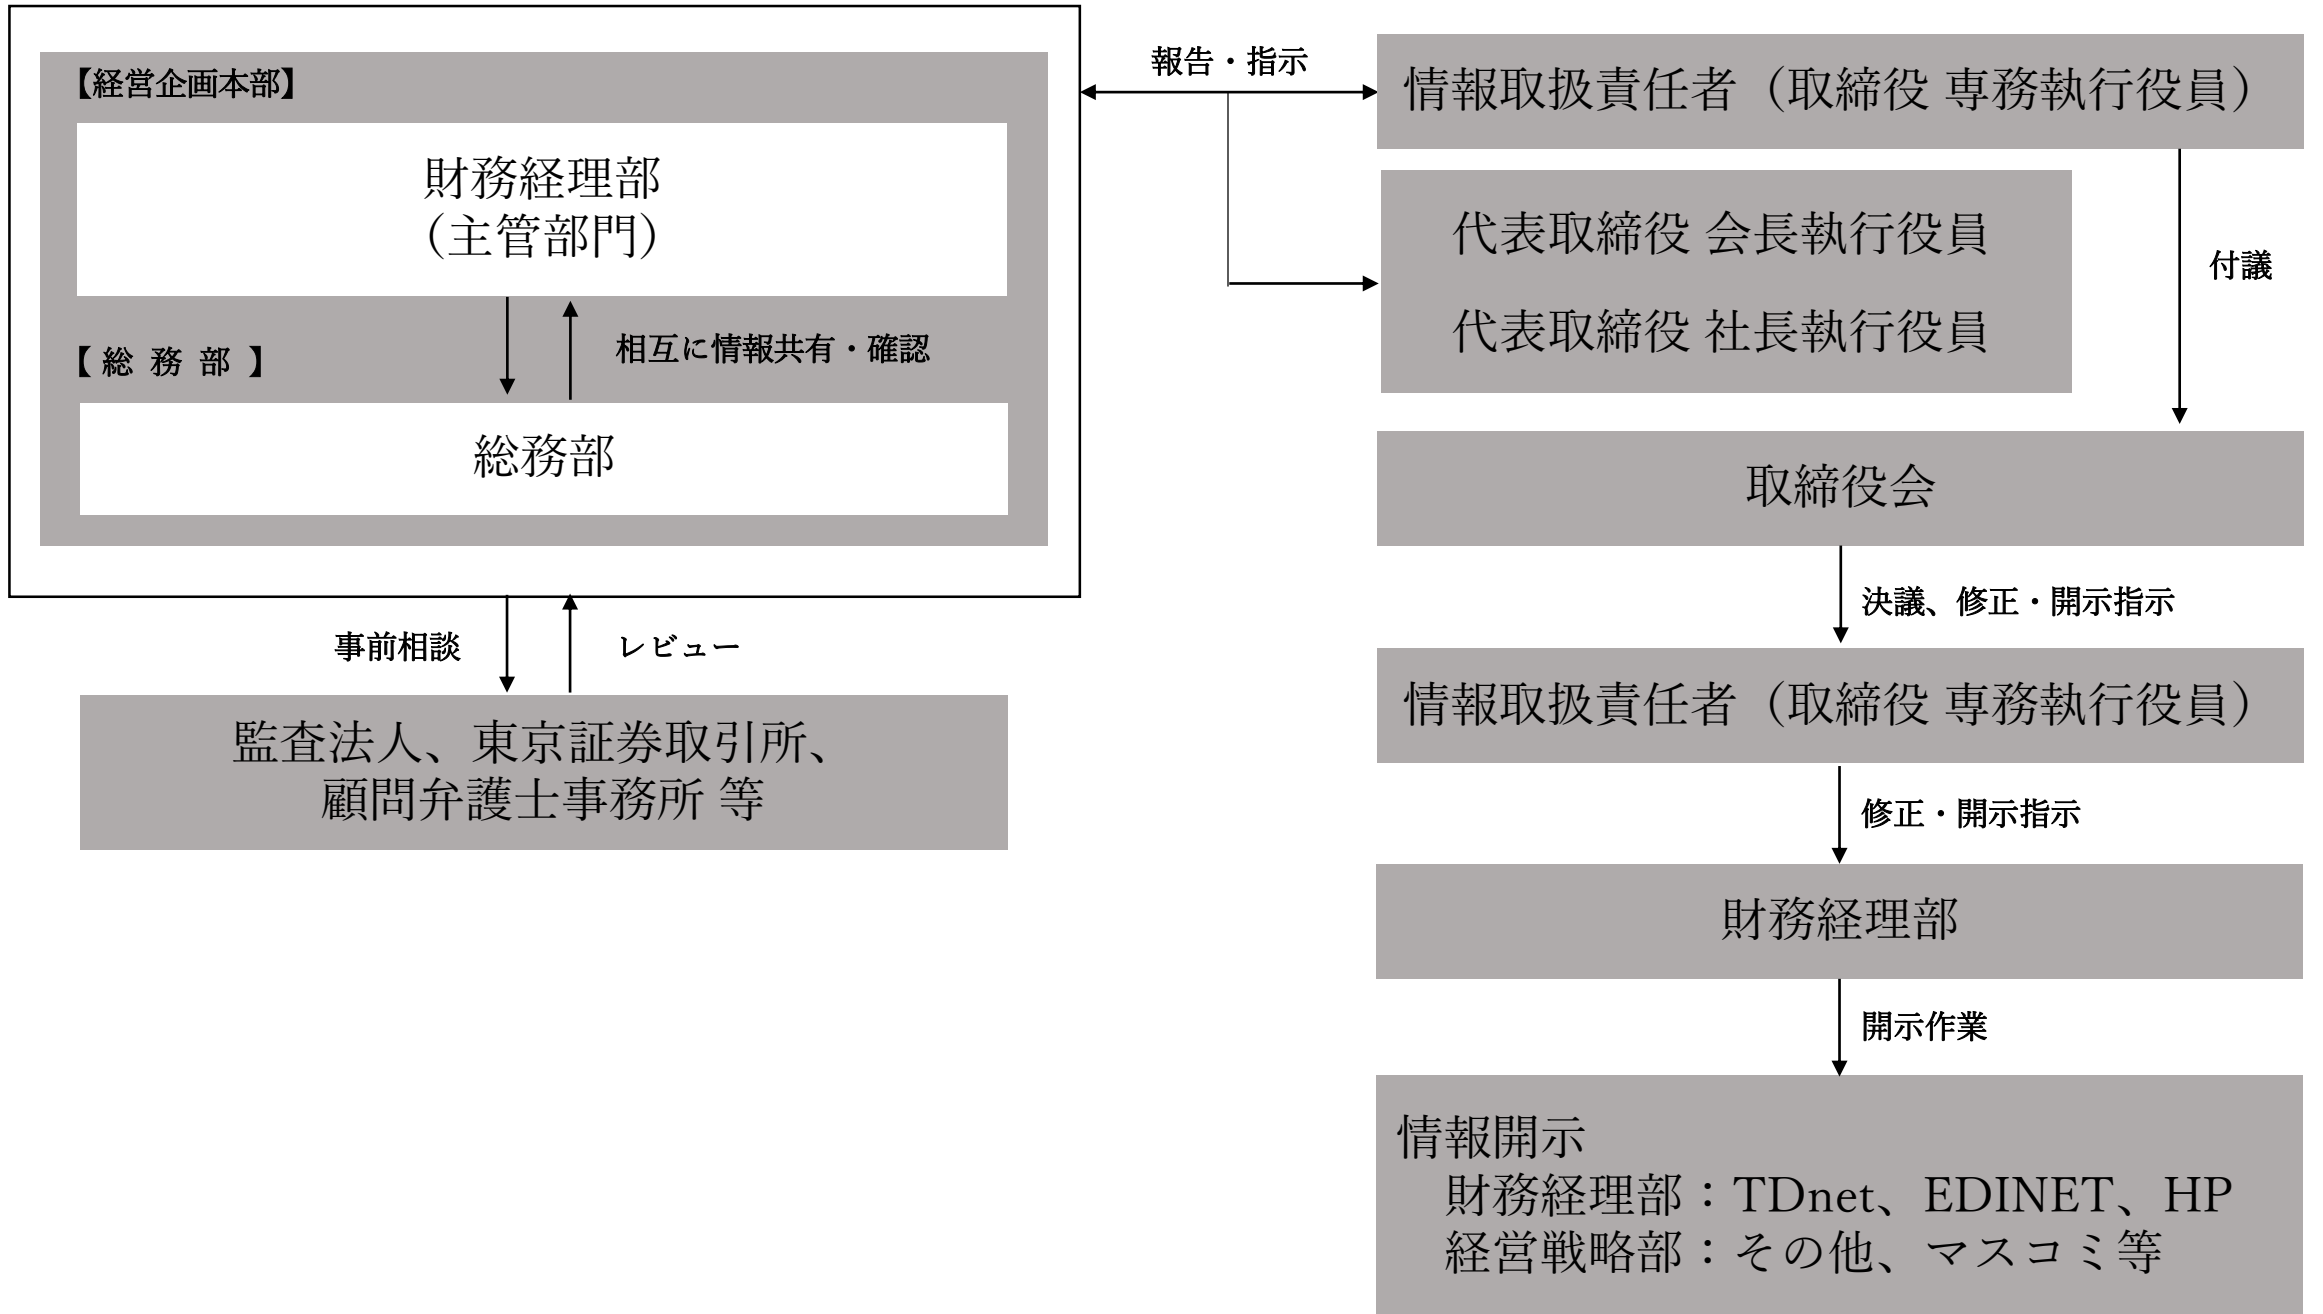 【経営企画本部】
財務経理部
（主管部門）
相互に情報共有・確認
【 総 務 部 】
総務部
事前相談
レビュー
監査法人、東京証券取引所、
顧問弁護士事務所 等
報告・指示
情報取扱責任者（取締役 専務執行役員）
代表取締役 会長執行役員
代表取締役 社長執行役員
付議
取締役会
決議、修正・開示指示
情報取扱責任者（取締役 専務執行役員）
修正・開示指示
財務経理部
開示作業
情報開示
財務経理部：TDnet、EDINET、HP
経営戦略部：その他、マスコミ等